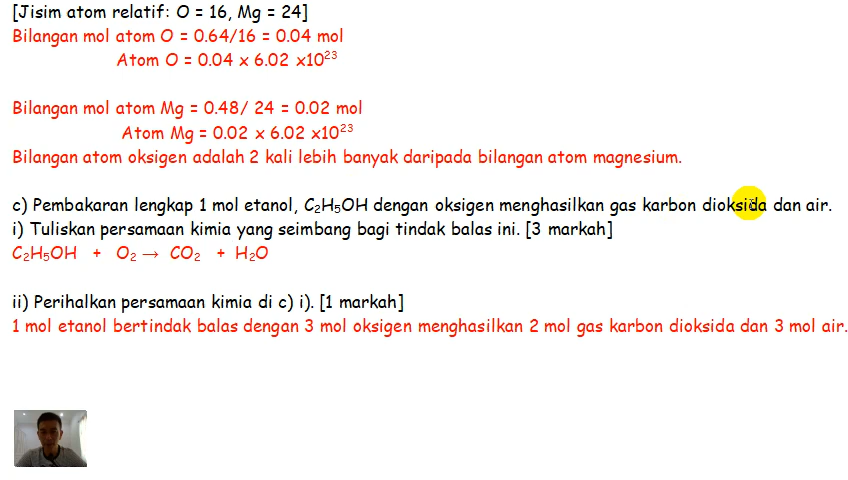 [Jisim atom relatif: O = 16, Mg = 24]
Bilangan mol atom O = 0.64/16 = 0.04 mol
Atom O = 0.04 x 6.02 x10²³
Bilangan mol atom Mg = 0.48/ 24 = 0.02 mol
Atom Mg = 0.02 x 6.02 x10²³
Bilangan atom oksigen adalah 2 kali lebih banyak daripada bilangan atom magnesium.
c) Pembakaran lengkap 1 mol etanol, C₂H₅OH dengan oksigen menghasilkan gas karbon dioksida dan air.
i) Tuliskan persamaan kimia yang seimbang bagi tindak balas ini. [3 markah]
C₂H₅OH + O₂ → CO₂ + H₂O
ii) Perihalkan persamaan kimia di c) i). [1 markah]
1 mol etanol bertindak balas dengan 3 mol oksigen menghasilkan 2 mol gas karbon dioksida dan 3 mol air.